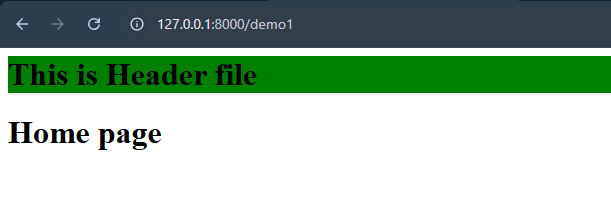 127.0.0.1:8000/demo1
This is Header file
Home page